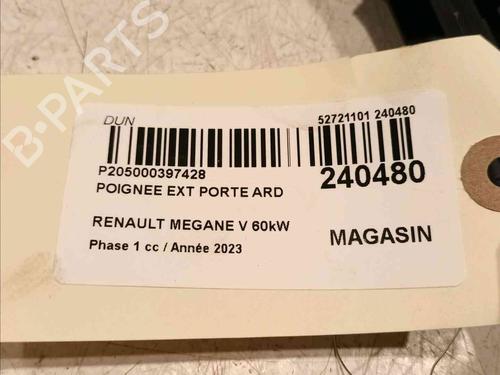 DUN
52721101 240480
P205000397428
POIGNEE EXT PORTE ARD
240480
RENAULT MEGANE V 60kW
MAGASIN
Phase 1 cc / Année 2023
B-PARTS